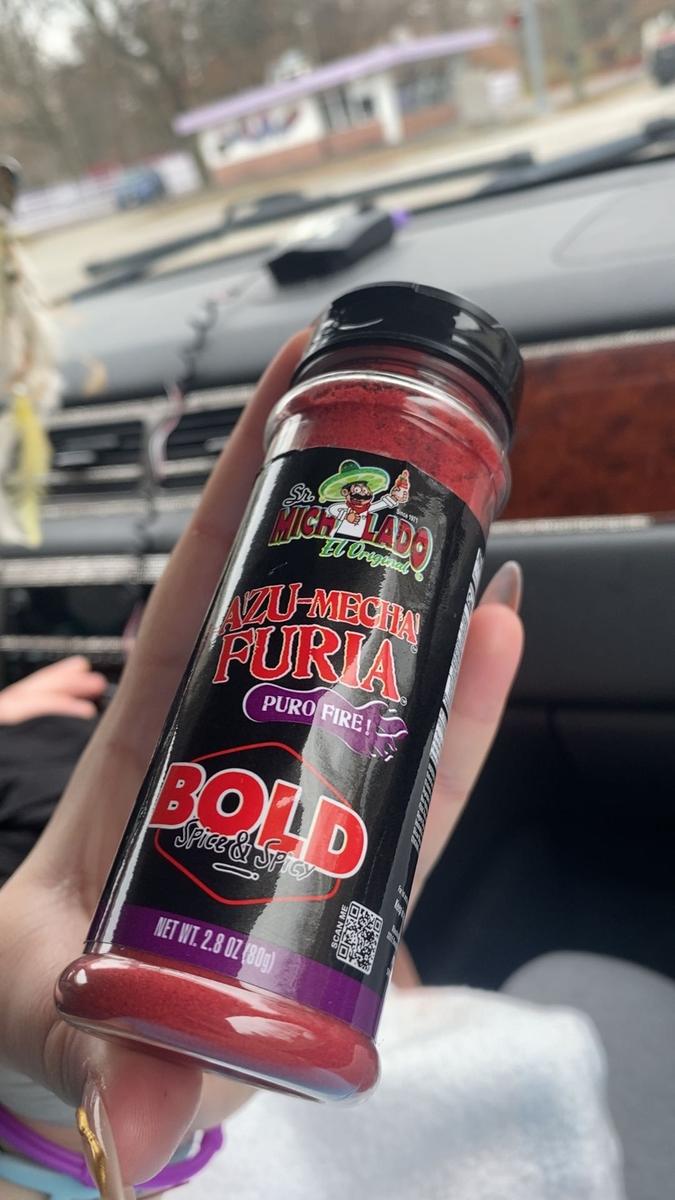 Sr.
MICHELADO
Since 1971
El Original
AZU-MECHA
FURIA
PURO FIRE!
BOLD
Spice & Spicy
NET WT. 2.8 OZ (80g)
SCAN ME